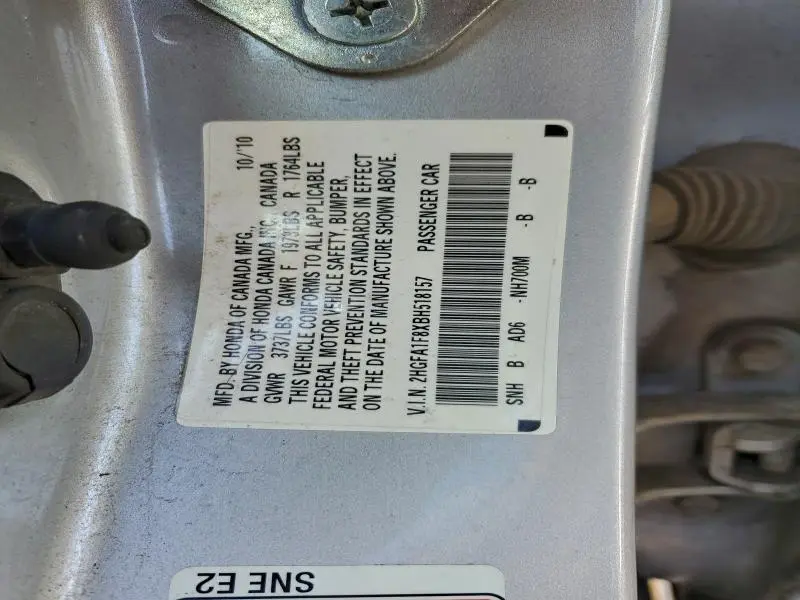 MFD. BY HONDA OF CANADA MFG, 10/'10
A DIVISION OF HONDA CANADA INC, CANADA
GVWR 3737LBS GAWR F 1973LBS R 1764LBS
THIS VEHICLE CONFORMS TO ALL APPLICABLE
FEDERAL MOTOR VEHICLE SAFETY, BUMPER,
AND THEFT PREVENTION STANDARDS IN EFFECT
ON THE DATE OF MANUFACTURE SHOWN ABOVE.
V.I.N. 2HGFA1F8XBH518157 PASSENGER CAR
SNH B AD6 -NH700M -B -B
SNE E2